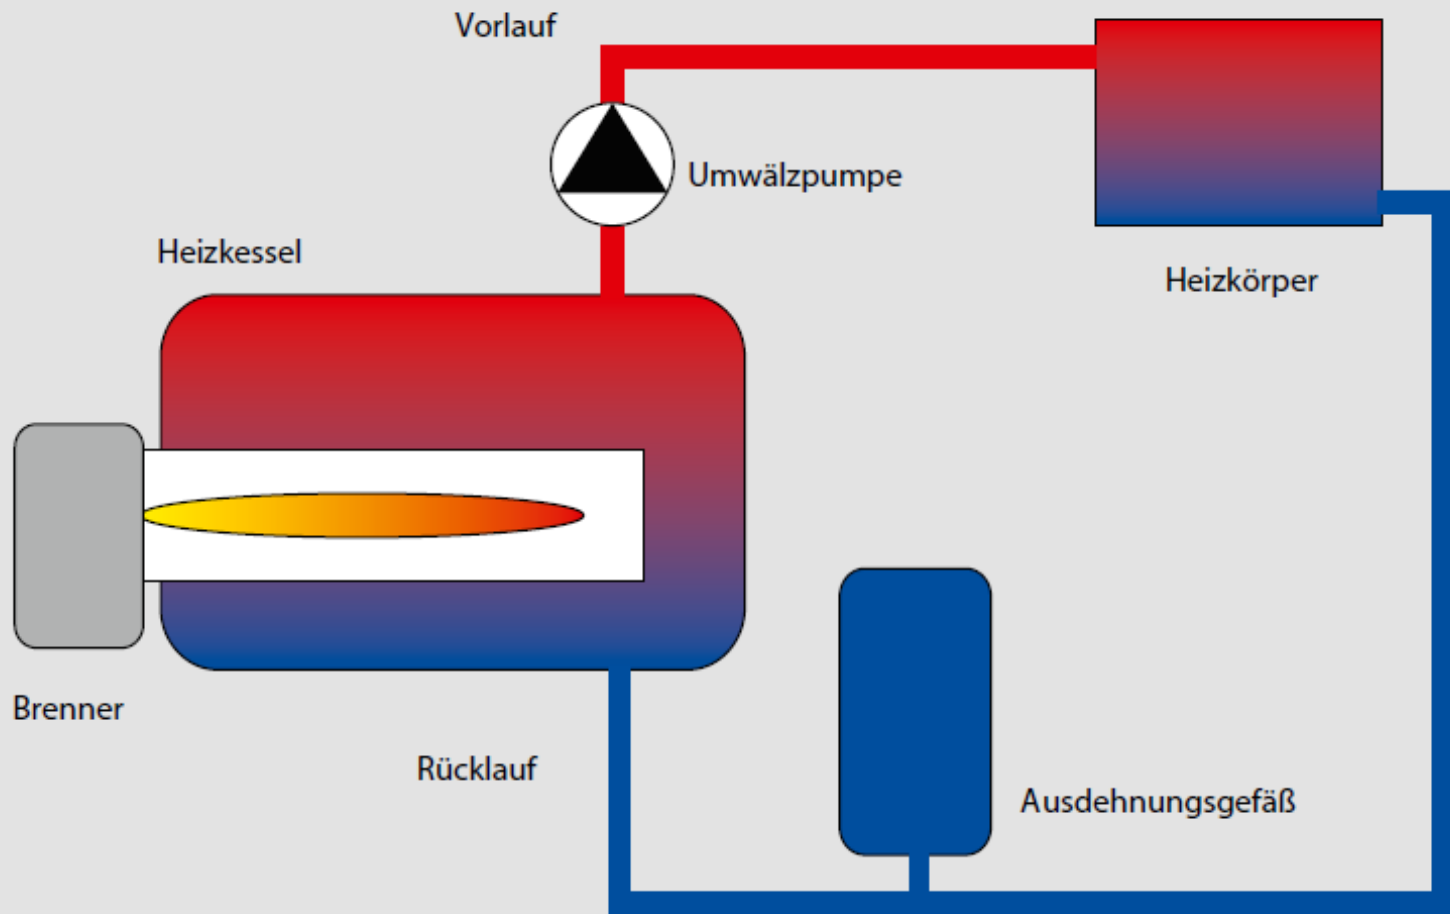 Vorlauf
Umwälzpumpe
Heizkessel
Heizkörper
Brenner
Rücklauf
Ausdehnungsgefäß